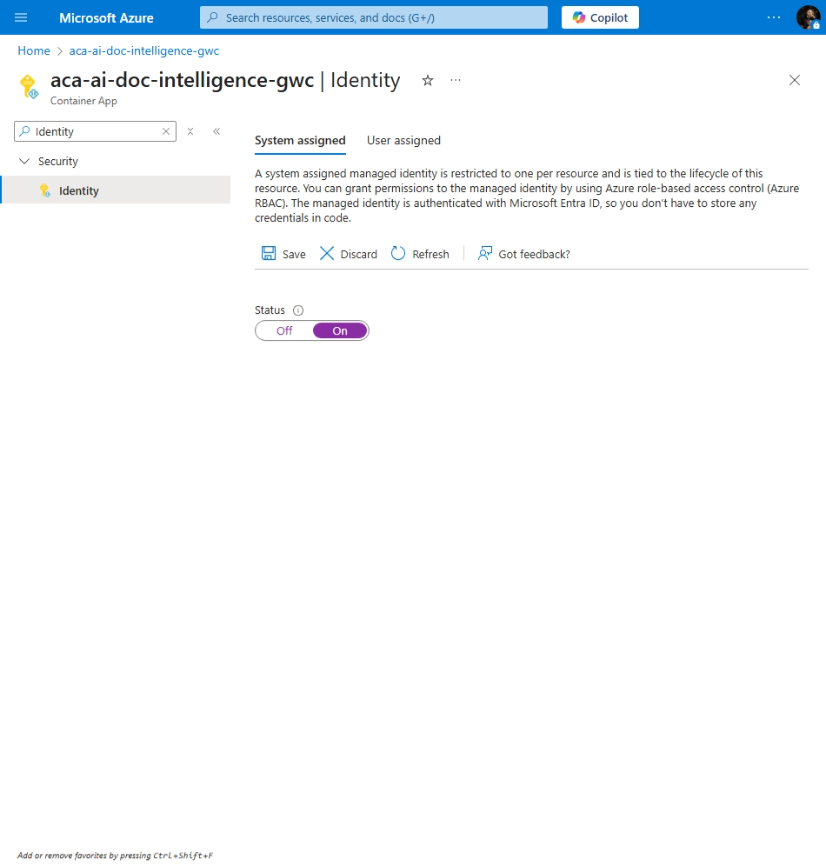 Microsoft Azure
Search resources, services, and docs (G+/)
Copilot
Home > aca-ai-doc-intelligence-gwc
aca-ai-doc-intelligence-gwc | Identity
Container App
Identity
Security
Identity
System assigned User assigned
A system assigned managed identity is restricted to one per resource and is tied to the lifecycle of this
resource. You can grant permissions to the managed identity by using Azure role-based access control (Azure
RBAC). The managed identity is authenticated with Microsoft Entra ID, so you don't have to store any
credentials in code.
Save Discard Refresh Got feedback?
Status
Off On
Add or remove favorites by pressing Ctrl+Shift+F